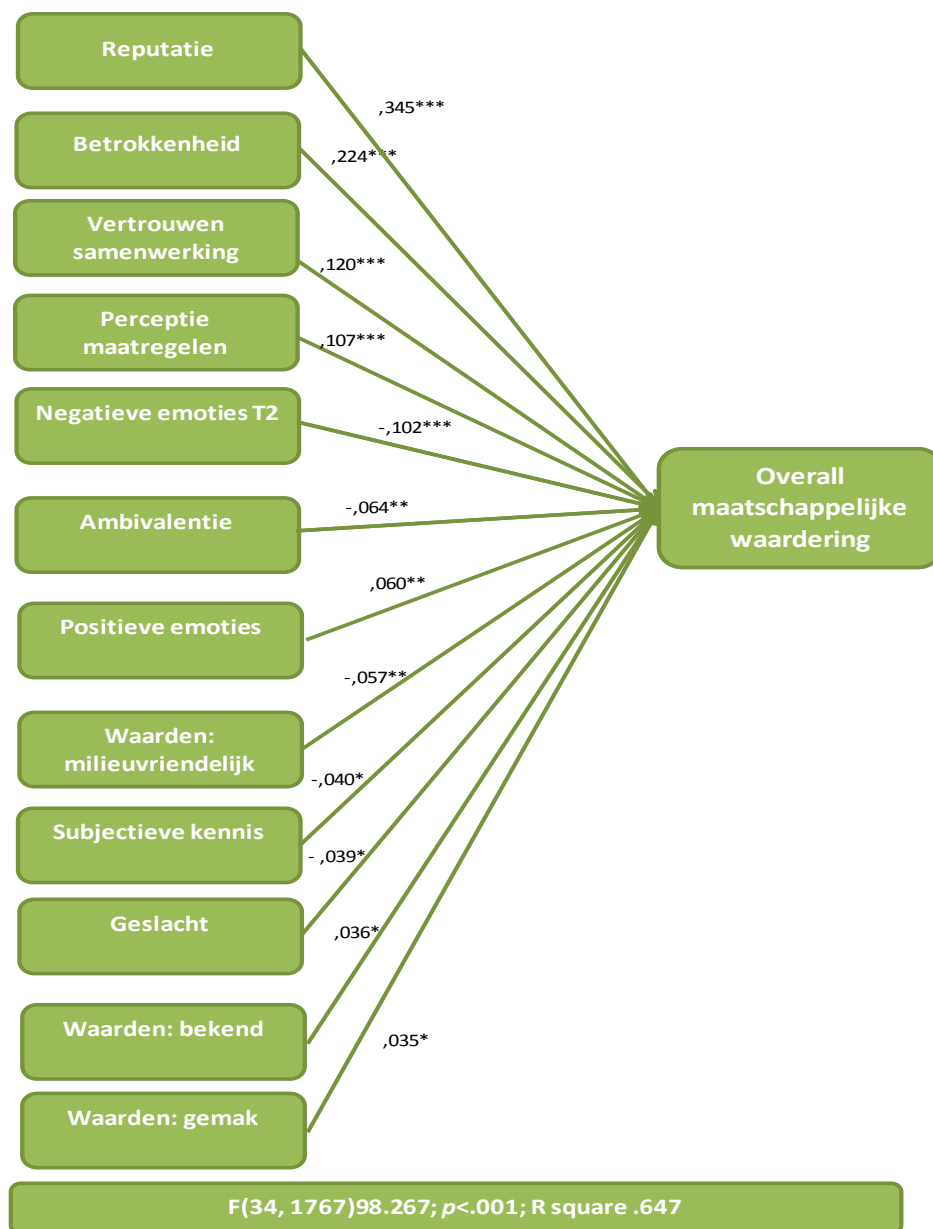 Reputatie
,345***
Betrokkenheid
,224***
Vertrouwen
samenwerking
,120***
Perceptie
maatregelen
,107***
Negatieve emoties T2
-,102***
Overall
maatschappelijke
waardering
Ambivalentie
-,064**
Positieve emoties
,060**
Waarden:
milieuvriendelijk
-,057**
Subjectieve kennis
-,040*
Geslacht
- ,039*
Waarden: bekend
,036*
Waarden: gemak
,035*
F(34, 1767)98.267; p<.001; R square .647